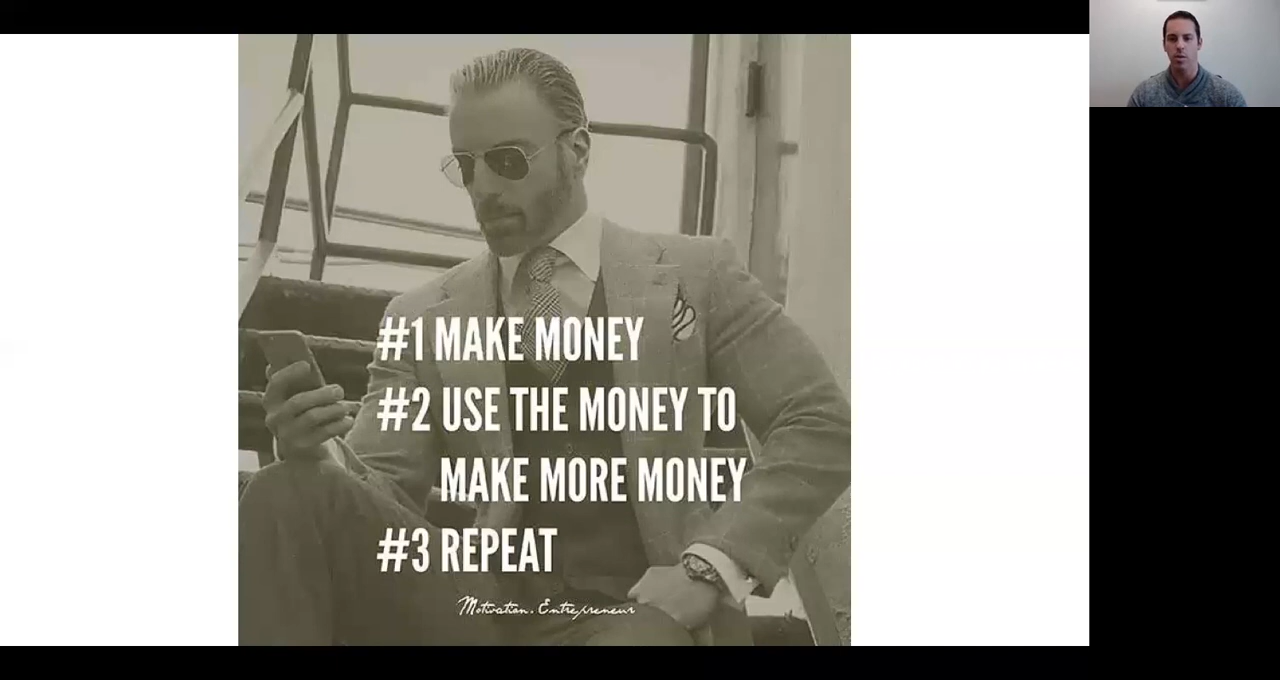 #1 MAKE MONEY
#2 USE THE MONEY TO
MAKE MORE MONEY
#3 REPEAT
Motivation.Entrepreneur